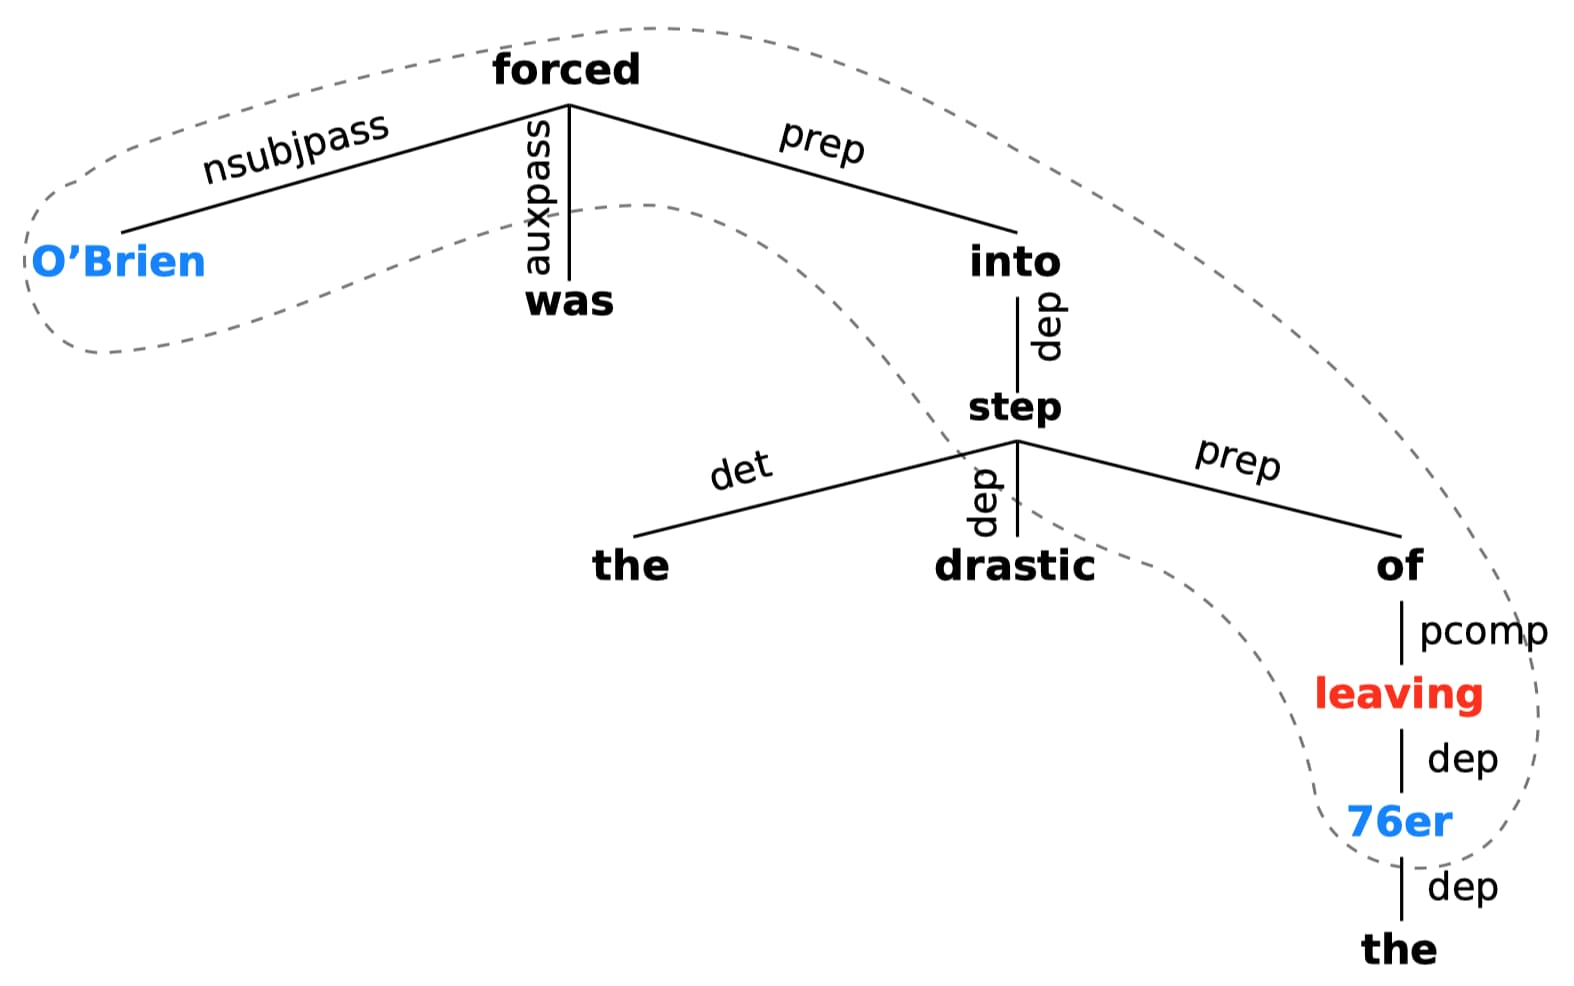 forced
nsubjpass
auxpass
prep
O’Brien
was
into
dep
step
det
dep
prep
the
drastic
of
pcomp
leaving
dep
76er
dep
the